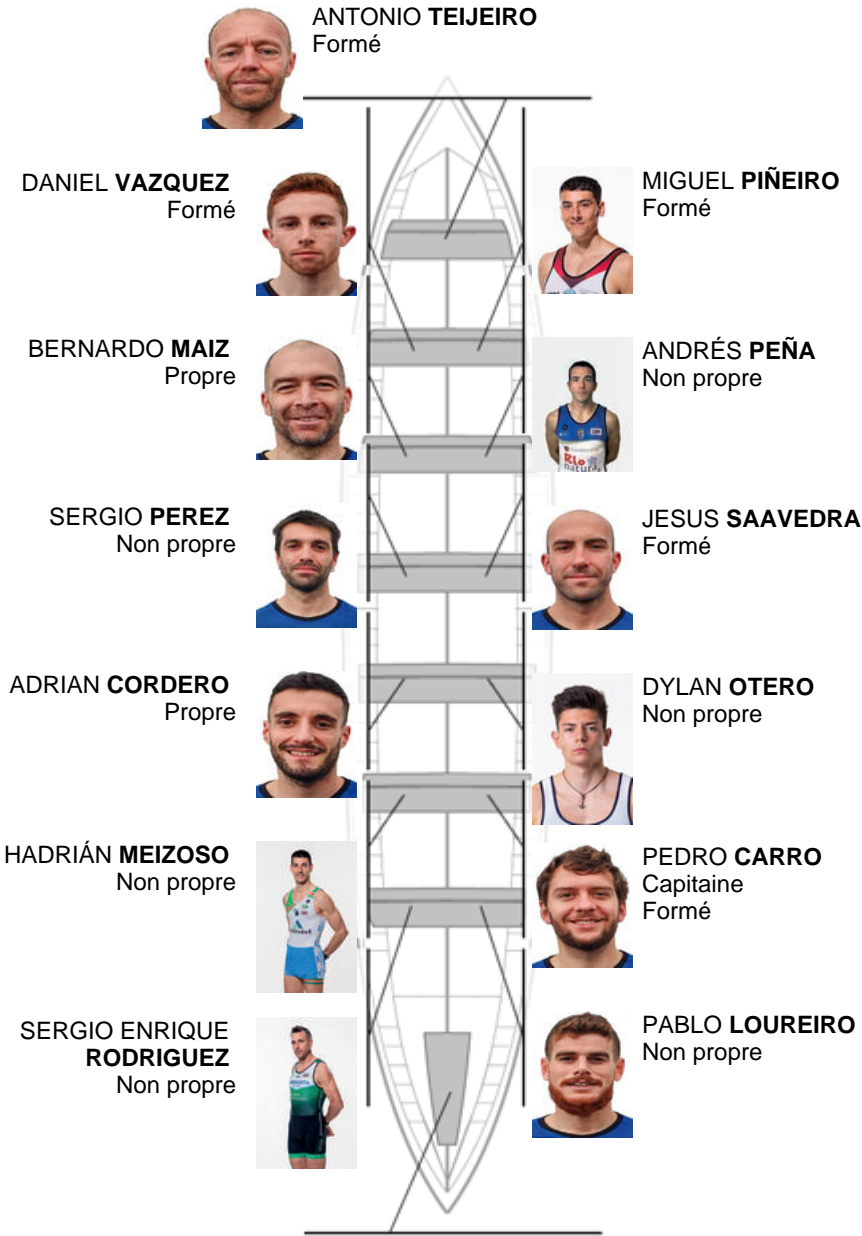 ANTONIO TEIJEIRO
Formé
DANIEL VAZQUEZ
Formé
MIGUEL PIÑEIRO
Formé
BERNARDO MAIZ
Propre
ANDRÉS PEÑA
Non propre
Río
natura
SERGIO PEREZ
Non propre
JESUS SAAVEDRA
Formé
ADRIAN CORDERO
Propre
DYLAN OTERO
Non propre
HADRIÁN MEIZOSO
Non propre
PEDRO CARRO
Capitaine
Formé
SERGIO ENRIQUE
RODRIGUEZ
Non propre
PABLO LOUREIRO
Non propre